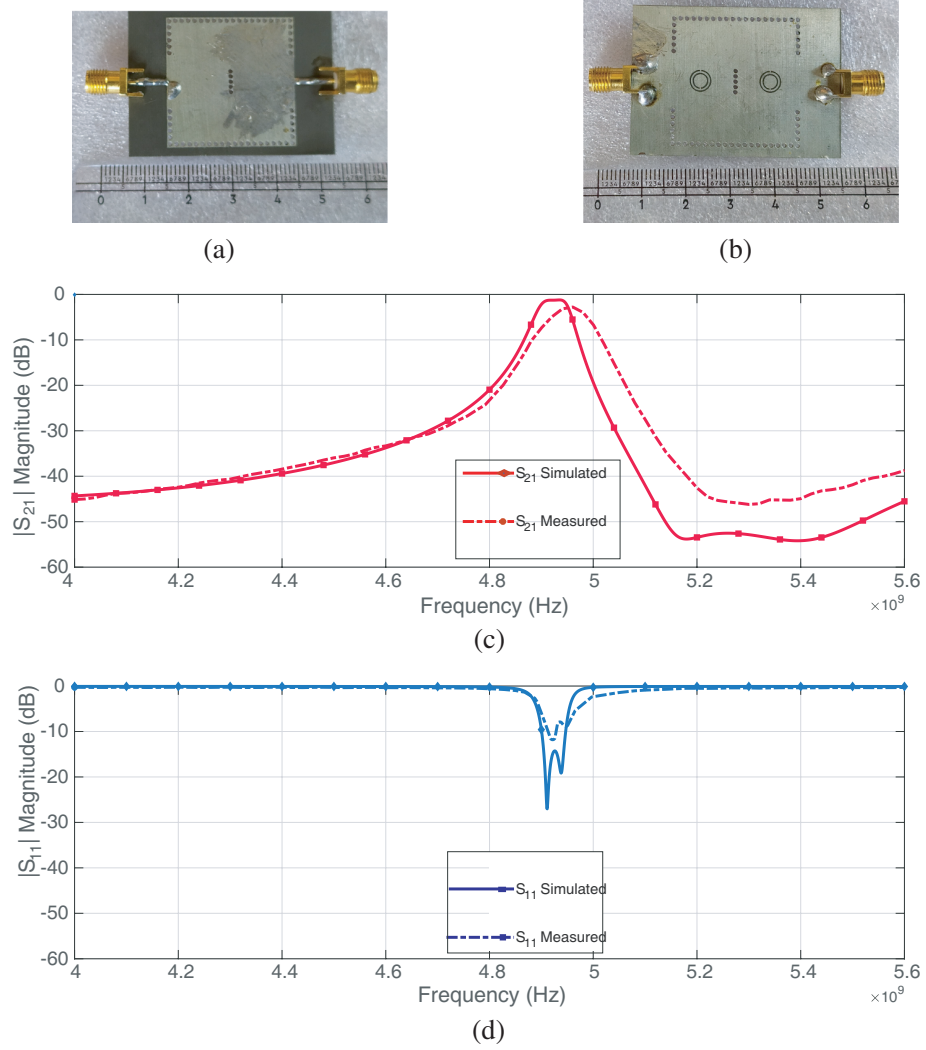 0 1 2 3 4 5 6
(a)
1234 6789 1234
5
0 1 2 3 4 5 6
(b)
|S21| Magnitude (dB)
0
-10
-20
-30
-40
-50
-60
S21 Simulated
S21 Measured
4 4.2 4.4 4.6 4.8 5 5.2 5.4 5.6
Frequency (Hz)
×10^9
(c)
|S11| Magnitude (dB)
0
-10
-20
-30
-40
-50
-60
S11 Simulated
S11 Measured
4 4.2 4.4 4.6 4.8 5 5.2 5.4 5.6
Frequency (Hz)
×10^9
(d)